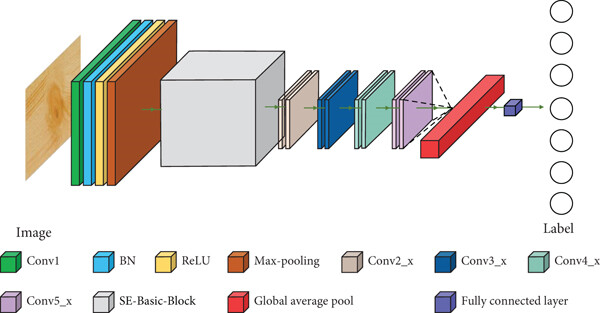 Image
Label
Conv1
BN
ReLU
Max-pooling
Conv2_x
Conv3_x
Conv4_x
Conv5_x
SE-Basic-Block
Global average pool
Fully connected layer